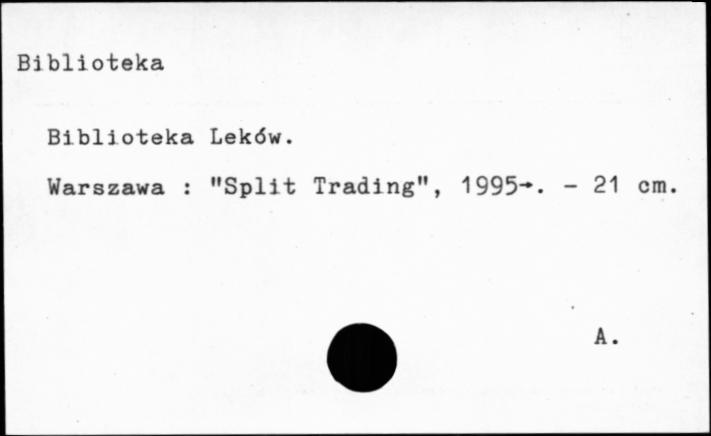 Biblioteka
Biblioteka Leków.
Warszawa : "Split Trading", 1995→. - 21 cm.
A.